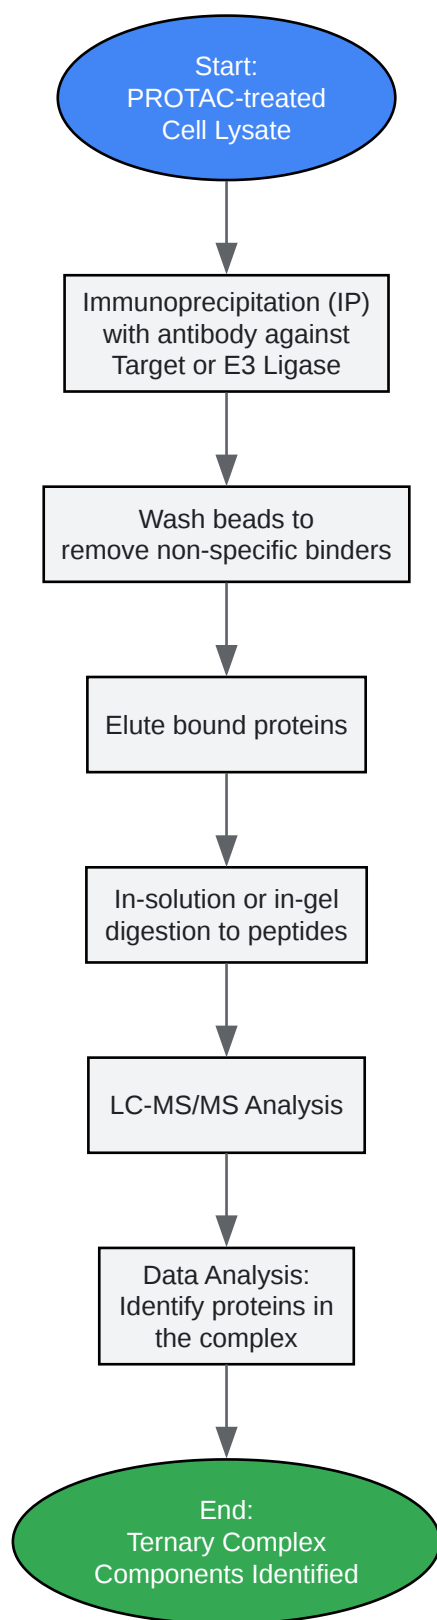 Start:
PROTAC-treated
Cell Lysate
Immunoprecipitation (IP)
with antibody against
Target or E3 Ligase
Wash beads to
remove non-specific binders
Elute bound proteins
In-solution or in-gel
digestion to peptides
LC-MS/MS Analysis
Data Analysis:
Identify proteins in
the complex
End:
Ternary Complex
Components Identified